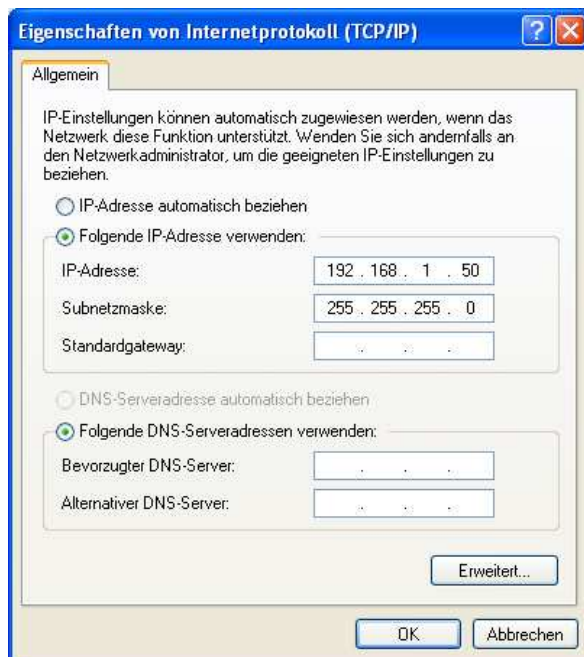 Eigenschaften von Internetprotokoll (TCP/IP)
Allgemein
IP-Einstellungen können automatisch zugewiesen werden, wenn das
Netzwerk diese Funktion unterstützt. Wenden Sie sich andernfalls an
den Netzwerkadministrator, um die geeigneten IP-Einstellungen zu
beziehen.
IP-Adresse automatisch beziehen
Folgende IP-Adresse verwenden:
IP-Adresse: 192 . 168 . 1 . 50
Subnetzmaske: 255 . 255 . 255 . 0
Standardgateway: . . .
DNS-Serveradresse automatisch beziehen
Folgende DNS-Serveradressen verwenden:
Bevorzugter DNS-Server: . . .
Alternativer DNS-Server: . . .
Erweitert...
OK Abbrechen